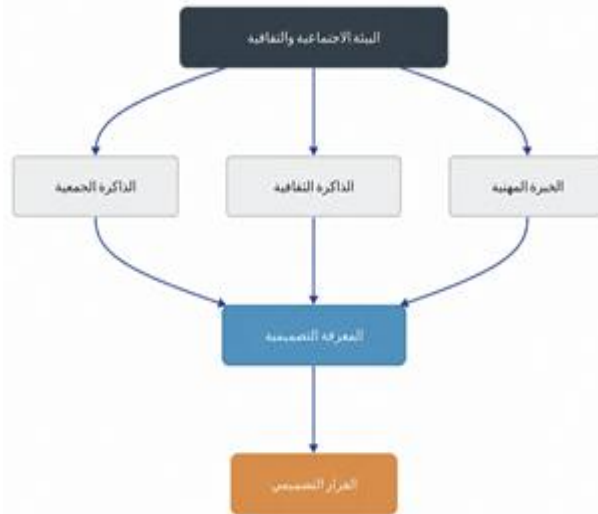 البيئة الاجتماعية والثقافية
الخبرة المهنية
الذاكرة الثقافية
الذاكرة الجمعية
المعرفة التصميمية
القرار التصميمي